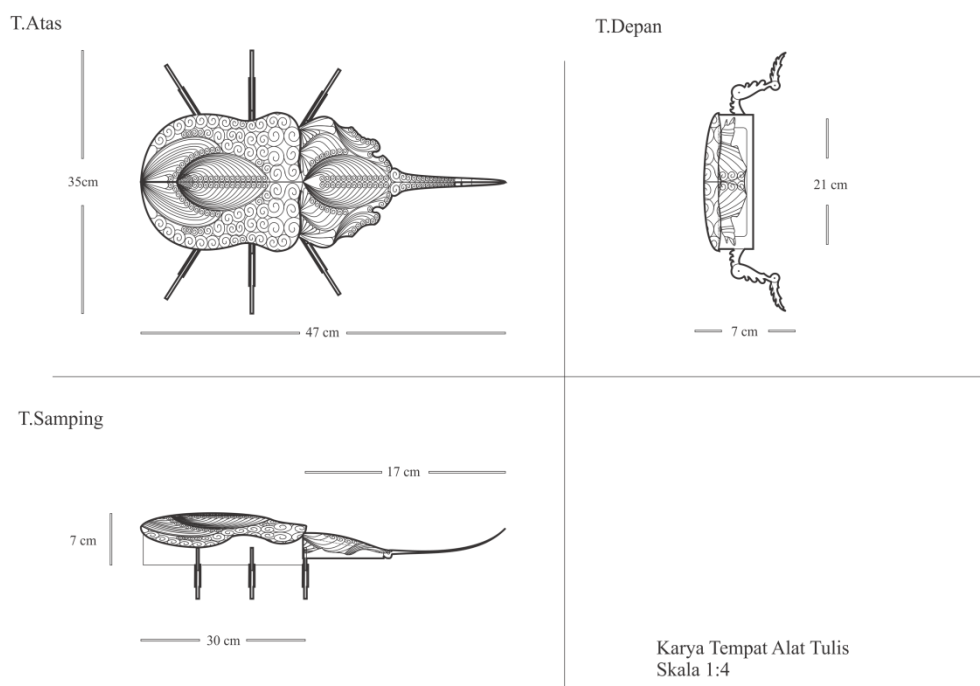 T.Atas
35cm
47 cm
T.Depan
21 cm
7 cm
T.Samping
17 cm
7 cm
30 cm
Karya Tempat Alat Tulis
Skala 1:4